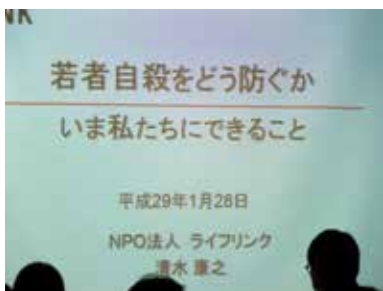 NK
若者自殺をどう防ぐか
いま私たちにできること
平成29年1月28日
NPO法人 ライフリンク
清水 康之